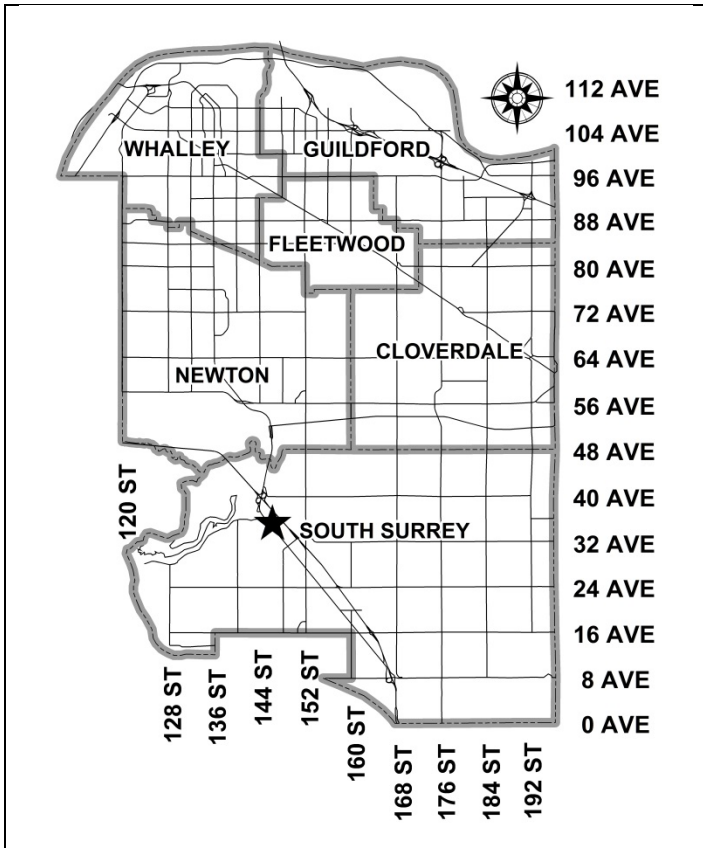 112 AVE
104 AVE
WHALLEY
GUILDFORD
96 AVE
88 AVE
FLEETWOOD
80 AVE
72 AVE
CLOVERDALE
64 AVE
NEWTON
56 AVE
48 AVE
120 ST
40 AVE
SOUTH SURREY
32 AVE
24 AVE
16 AVE
128 ST
136 ST
144 ST
152 ST
160 ST
8 AVE
0 AVE
168 ST
176 ST
184 ST
192 ST